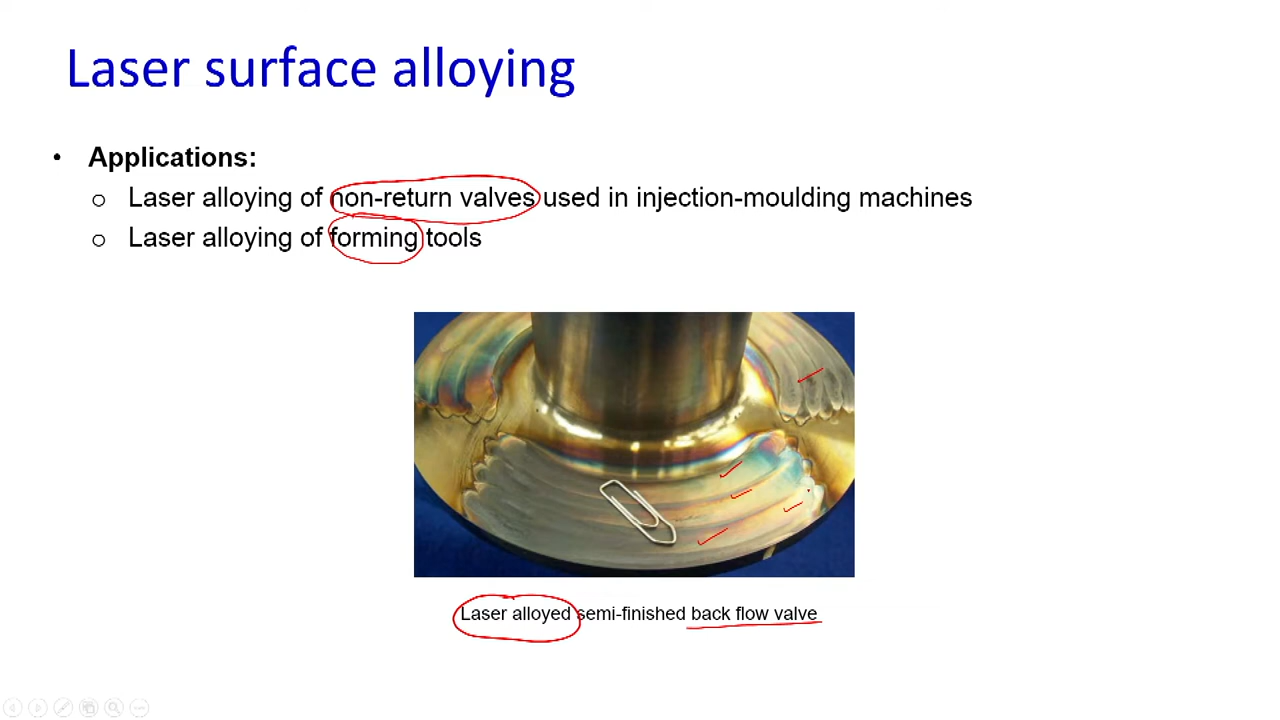 Laser surface alloying
• Applications:
o Laser alloying of non-return valves used in injection-moulding machines
o Laser alloying of forming tools
Laser alloyed semi-finished back flow valve